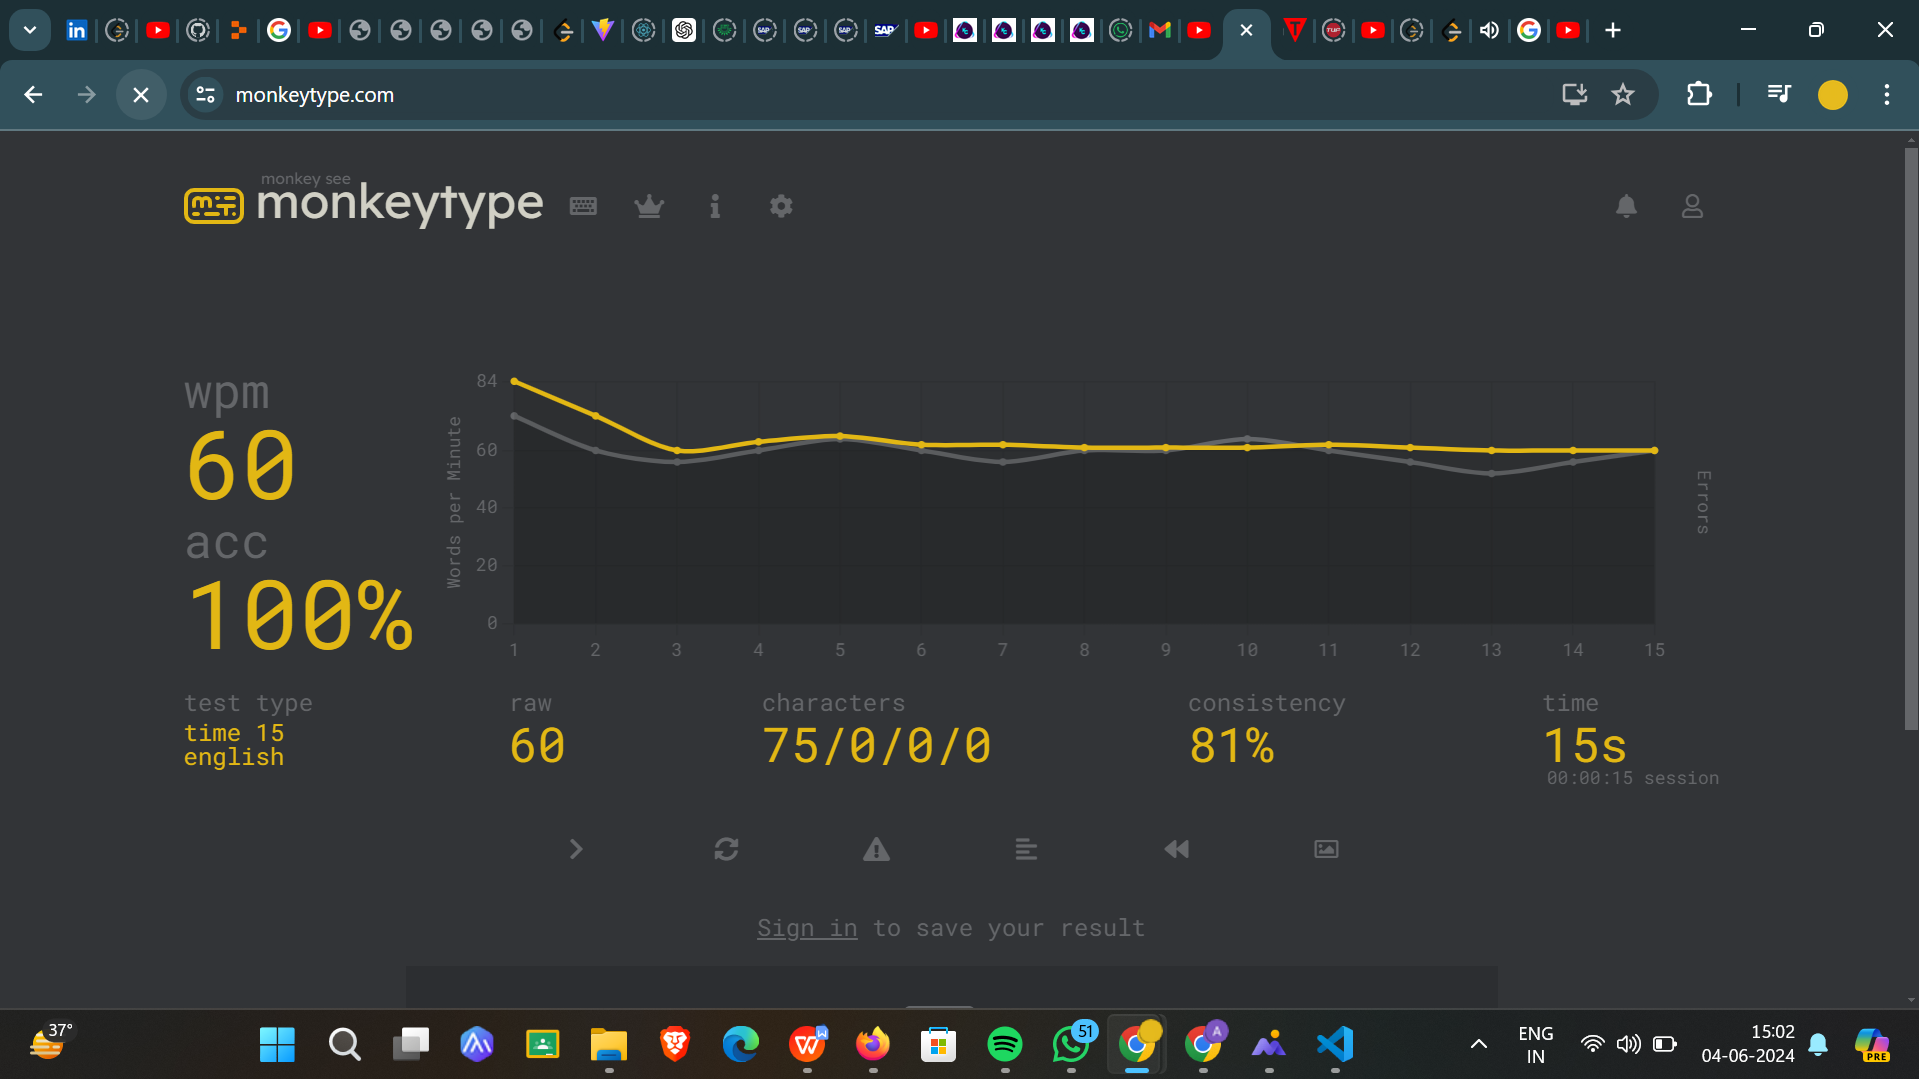 monkeytype.com
monkey see
monkeytype
wpm
60
acc
100%
Words per Minute
84
60
40
20
0
1 2 3 4 5 6 7 8 9 10 11 12 13 14 15
Errors
test type
time 15
english
raw
60
characters
75/0/0/0
consistency
81%
time
15s
00:00:15 session
Sign in to save your result
37°
51
A
ENG
IN
15:02
04-06-2024
PRE